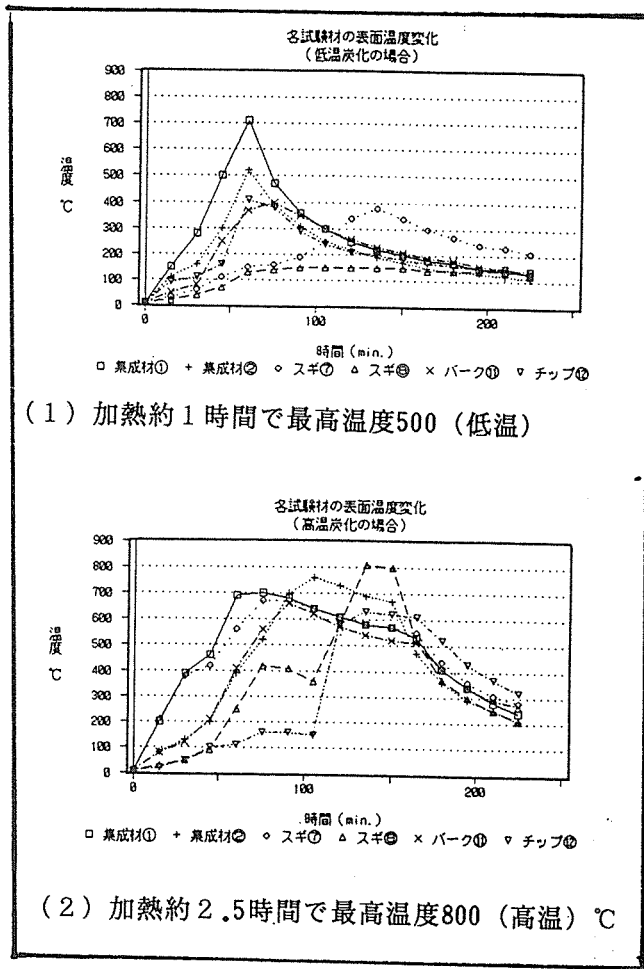 各試験材の表面温度変化
(低温炭化の場合)
900
800
700
600
500
400
300
200
100
0
温度
℃
0
100
200
時間(min.)
□ 集成材① + 集成材② ◇ スギ⑦ △ スギ⑧ × バーク⑪ ▽ チップ⑫
(1)加熱約1時間で最高温度500(低温)
各試験材の表面温度変化
(高温炭化の場合)
900
800
700
600
500
400
300
200
100
0
温度
℃
0
100
200
時間(min.)
□ 集成材① + 集成材② ◇ スギ⑦ △ スギ⑧ × バーク⑪ ▽ チップ⑫
(2)加熱約2.5時間で最高温度800(高温)℃